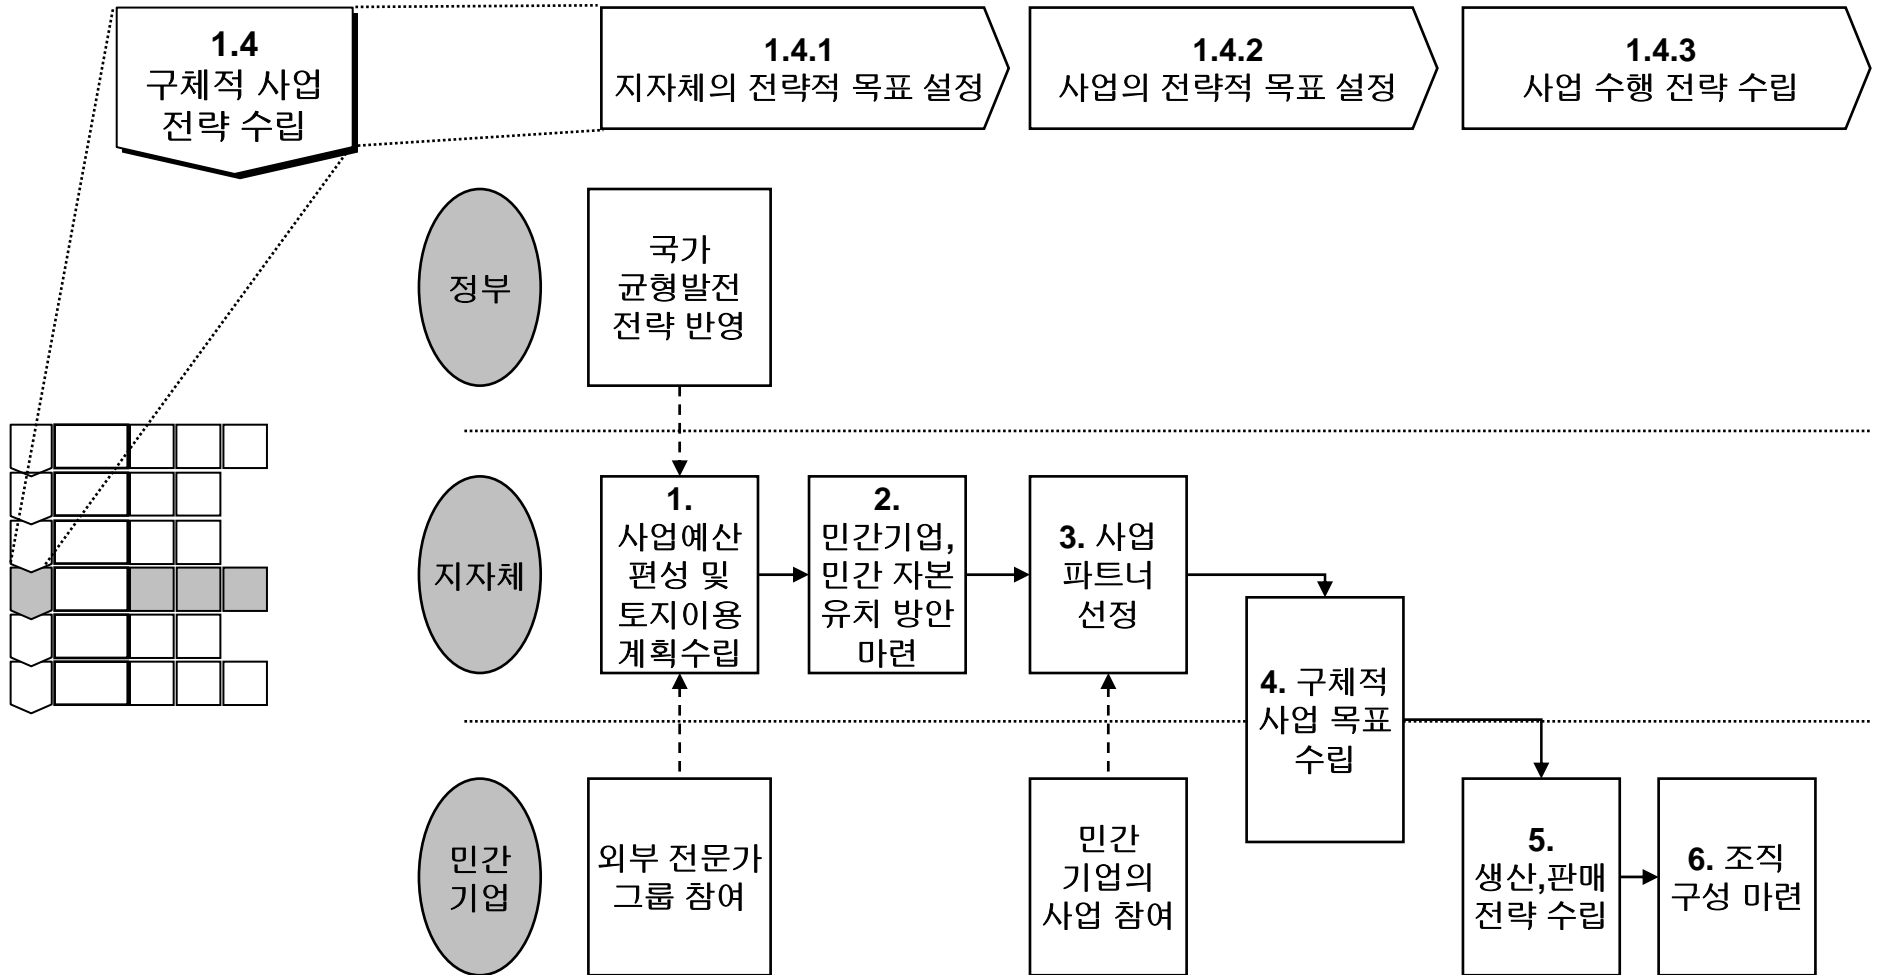 1.4
구체적 사업
전략 수립
1.4.1
지자체의 전략적 목표 설정
1.4.2
사업의 전략적 목표 설정
1.4.3
사업 수행 전략 수립
정부
국가
균형발전
전략 반영
지자체
1.
사업예산
편성 및
토지이용
계획수립
2.
민간기업,
민간 자본
유치 방안
마련
3. 사업
파트너
선정
4. 구체적
사업 목표
수립
민간
기업
외부 전문가
그룹 참여
민간
기업의
사업 참여
5.
생산,판매
전략 수립
6. 조직
구성 마련